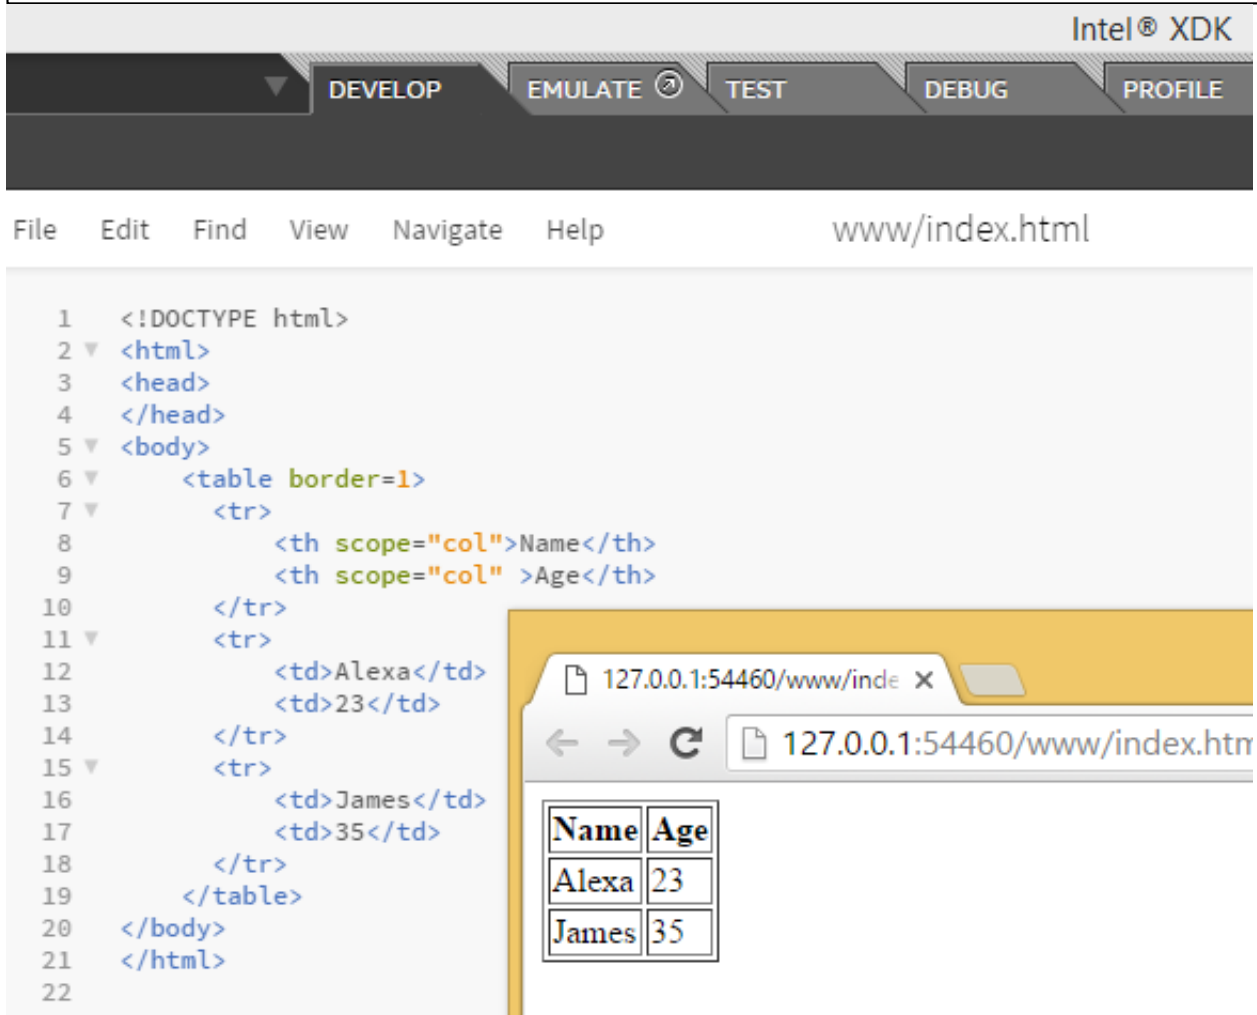 Intel® XDK
DEVELOP EMULATE TEST DEBUG PROFILE
File Edit Find View Navigate Help www/index.html
1 <!DOCTYPE html>
2 <html>
3 <head>
4 </head>
5 <body>
6 <table border=1>
7 <tr>
8 <th scope="col">Name</th>
9 <th scope="col" >Age</th>
10 </tr>
11 <tr>
12 <td>Alexa</td>
13 <td>23</td>
14 </tr>
15 <tr>
16 <td>James</td>
17 <td>35</td>
18 </tr>
19 </table>
20 </body>
21 </html>
22
127.0.0.1:54460/www/inde
127.0.0.1:54460/www/index.htm
Name Age
Alexa 23
James 35